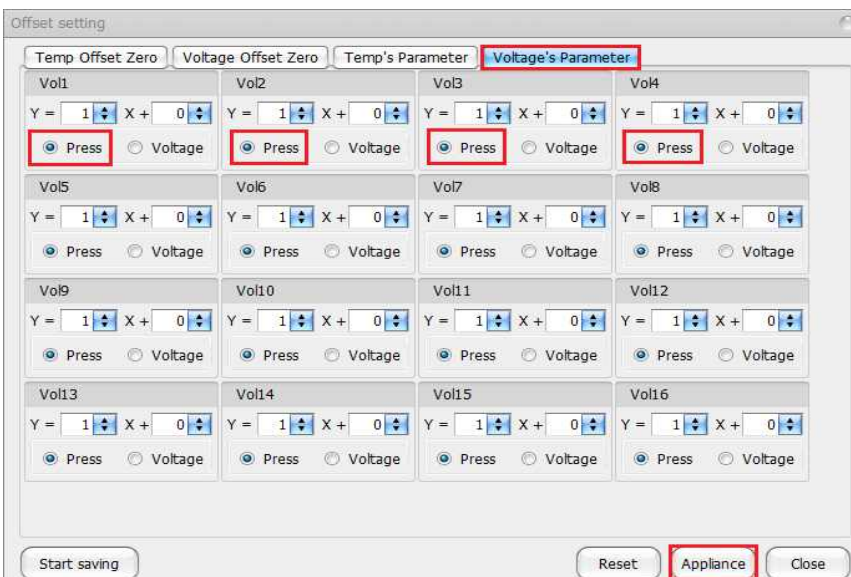 Offset setting
Temp Offset Zero Voltage Offset Zero Temp's Parameter Voltage's Parameter
Vol1 Vol2 Vol3 Vol4
Y = 1 X + 0 Y = 1 X + 0 Y = 1 X + 0 Y = 1 X + 0
Press Voltage Press Voltage Press Voltage Press Voltage
Vol5 Vol6 Vol7 Vol8
Y = 1 X + 0 Y = 1 X + 0 Y = 1 X + 0 Y = 1 X + 0
Press Voltage Press Voltage Press Voltage Press Voltage
Vol9 Vol10 Vol11 Vol12
Y = 1 X + 0 Y = 1 X + 0 Y = 1 X + 0 Y = 1 X + 0
Press Voltage Press Voltage Press Voltage Press Voltage
Vol13 Vol14 Vol15 Vol16
Y = 1 X + 0 Y = 1 X + 0 Y = 1 X + 0 Y = 1 X + 0
Press Voltage Press Voltage Press Voltage Press Voltage
Start saving Reset Appliance Close